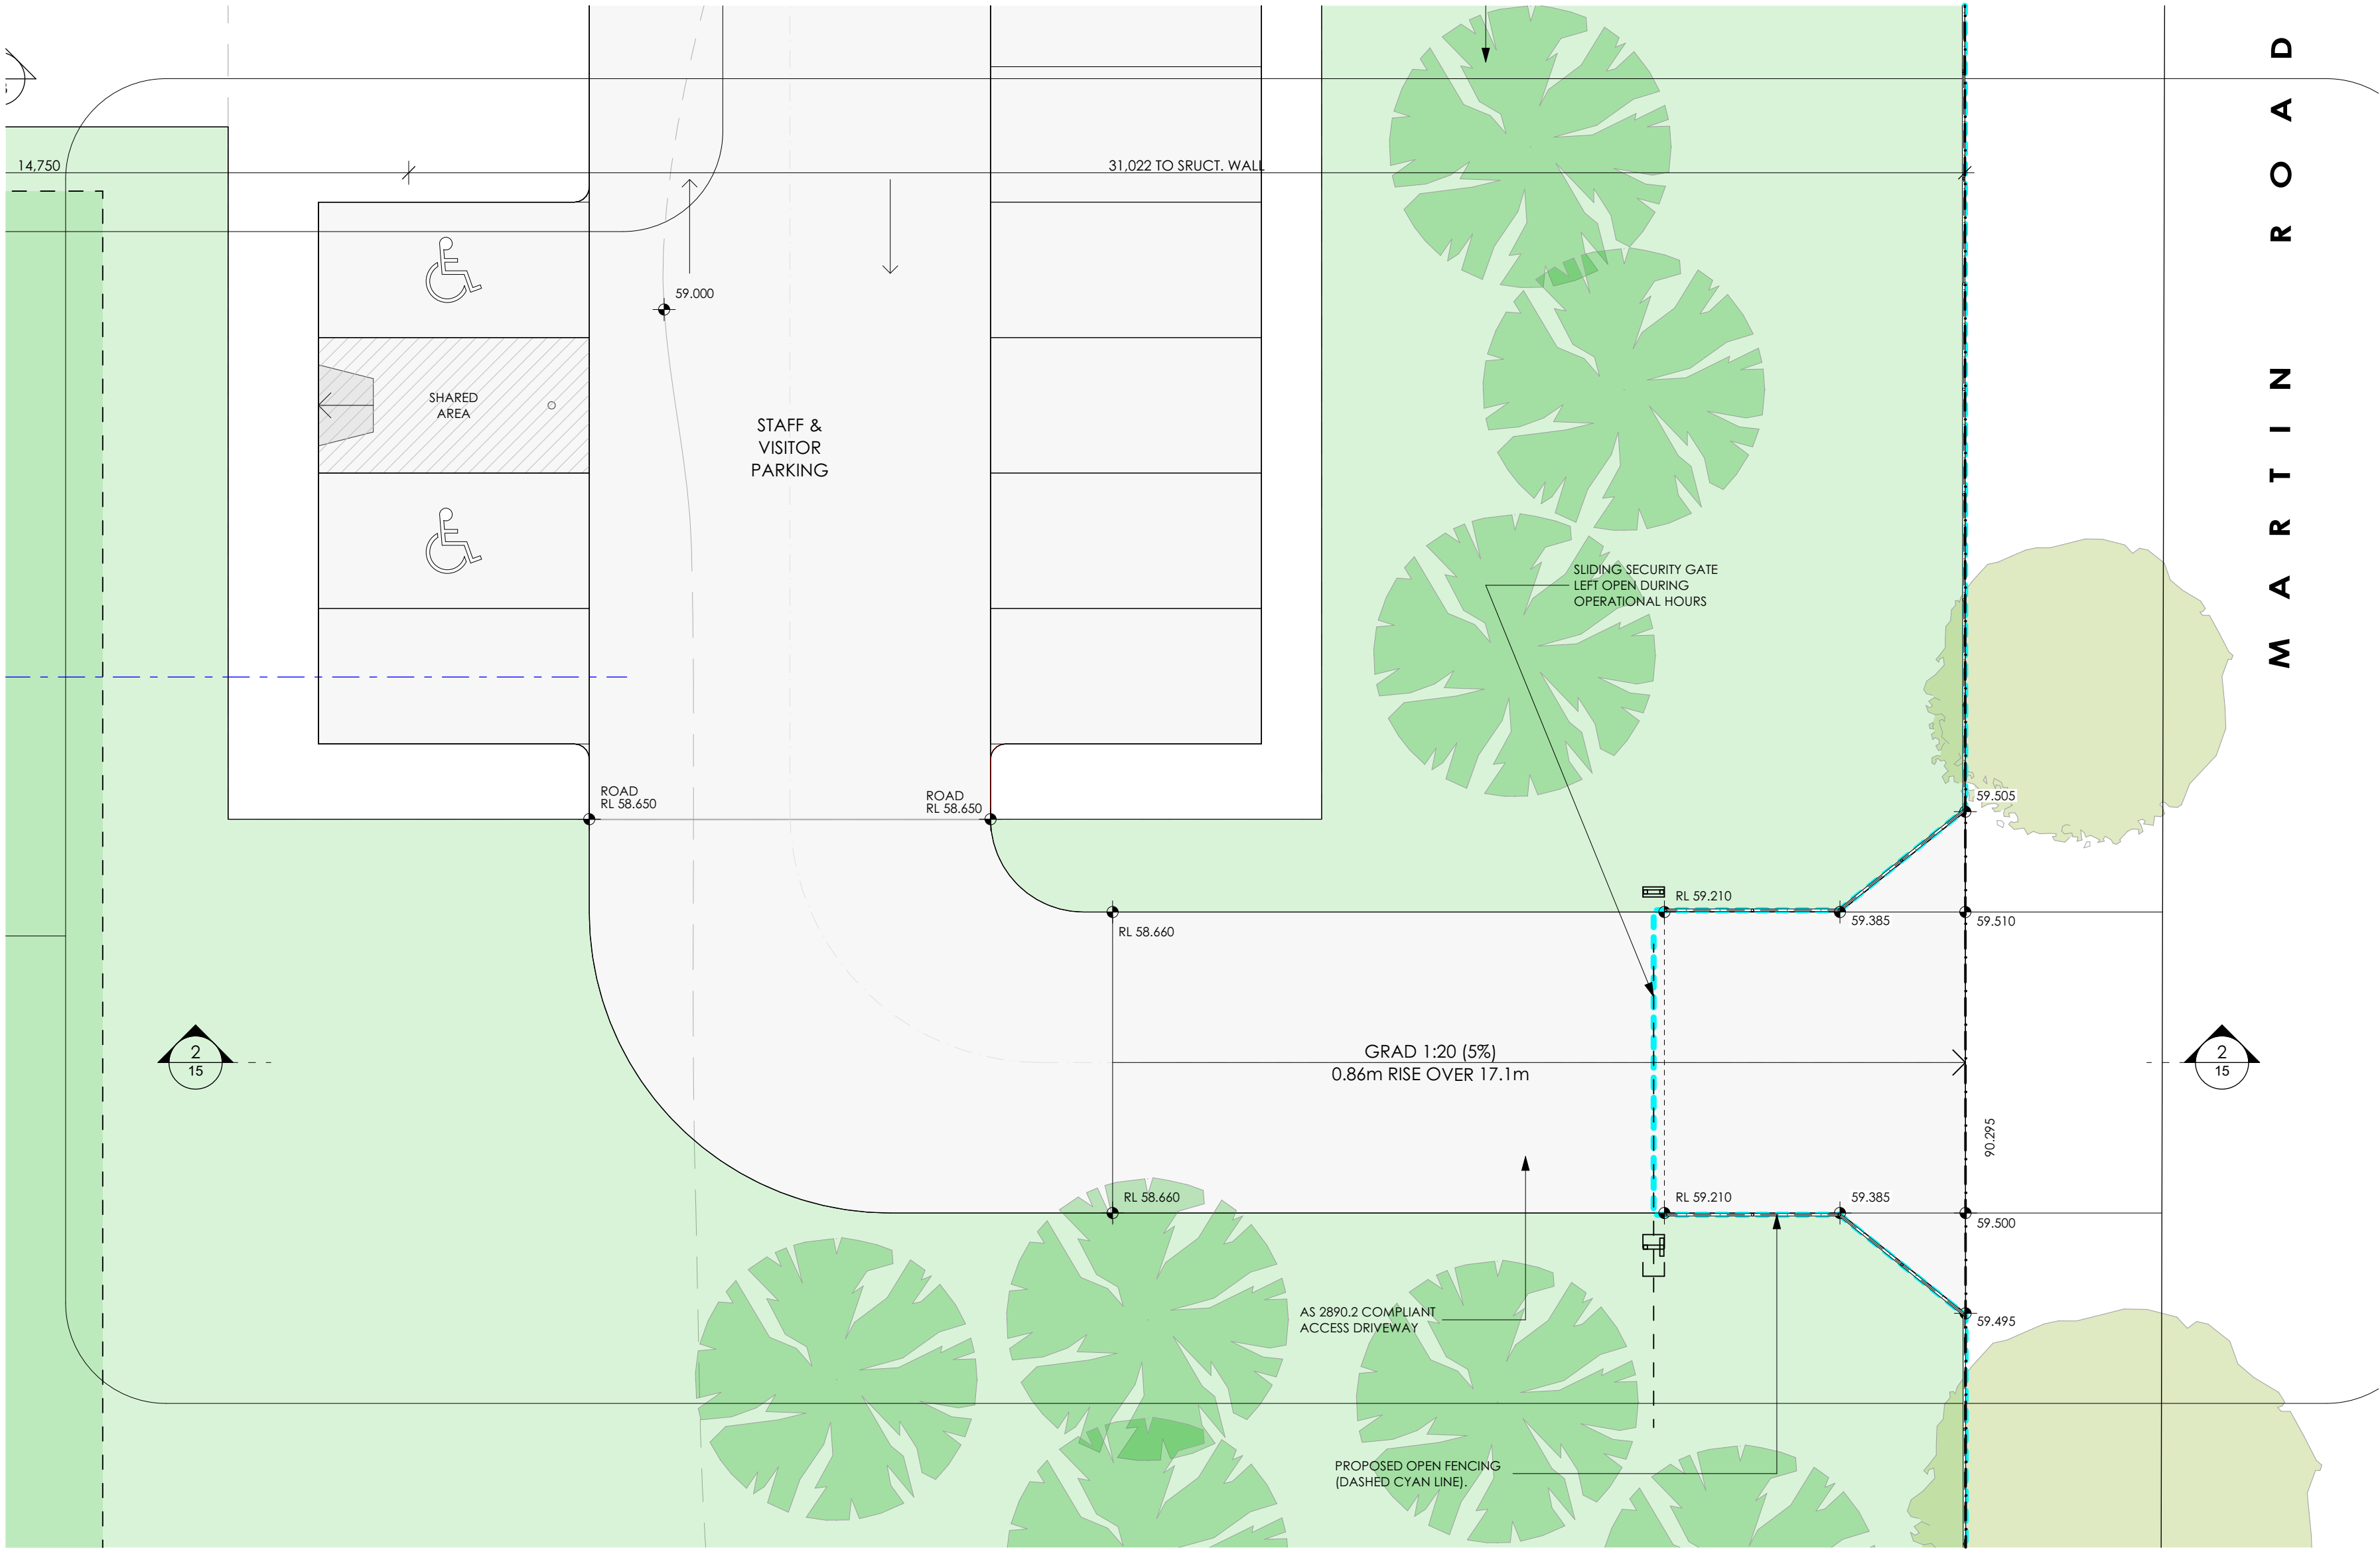 MARTIN ROAD
14,750
31,022 TO SRUCT. WALL
59.000
SHARED
AREA
STAFF &
VISITOR
PARKING
SLIDING SECURITY GATE
LEFT OPEN DURING
OPERATIONAL HOURS
ROAD
RL 58.650
ROAD
RL 58.650
59.505
RL 59.210
59.385
59.510
RL 58.660
2
15
GRAD 1:20 (5%)
0.86m RISE OVER 17.1m
2
15
90.295
RL 58.660
RL 59.210
59.385
59.500
AS 2890.2 COMPLIANT
ACCESS DRIVEWAY
59.495
PROPOSED OPEN FENCING
(DASHED CYAN LINE).